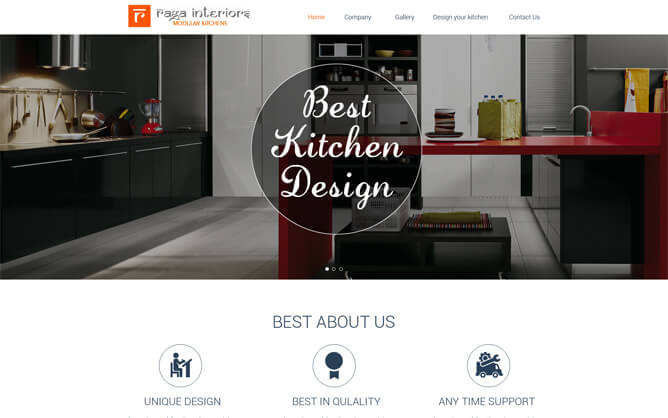 raga interiors
MODULAR KITCHENS
Home Company Gallery Design your kitchen Contact Us
Best
Kitchen
Design
BEST ABOUT US
UNIQUE DESIGN BEST IN QULALITY ANY TIME SUPPORT